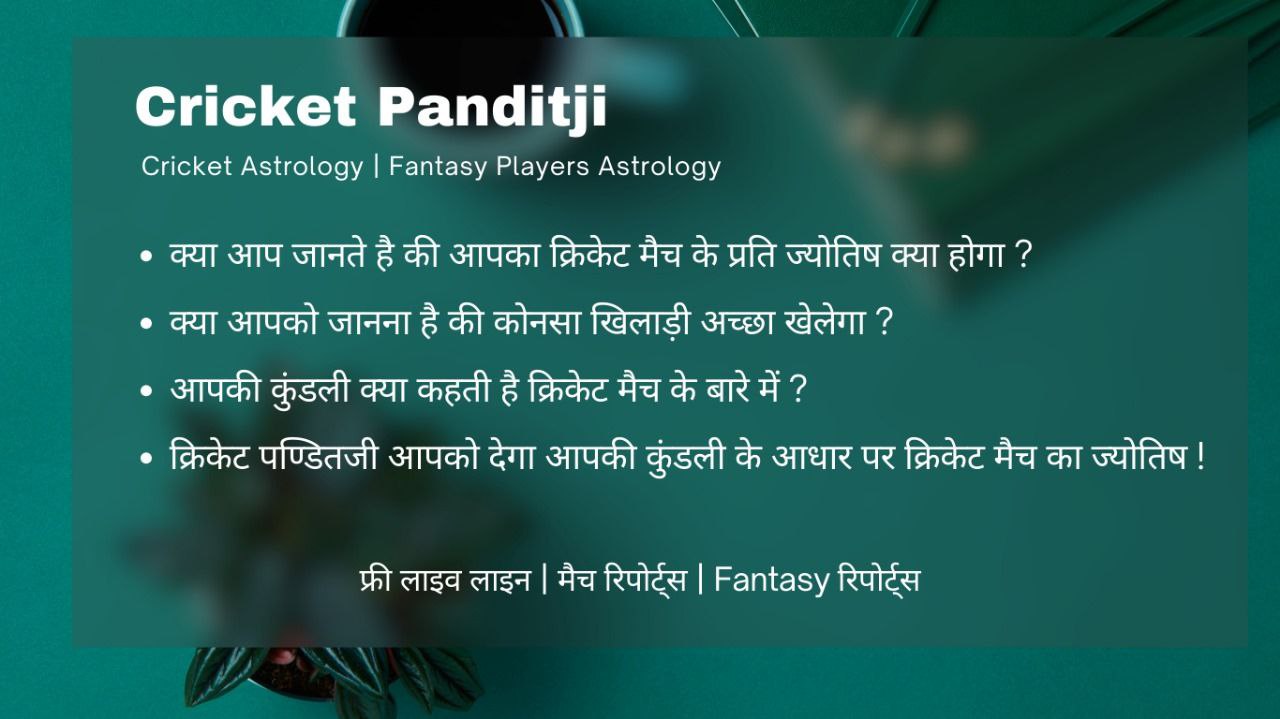 Cricket Panditji
Cricket Astrology | Fantasy Players Astrology
• क्या आप जानते है की आपका क्रिकेट मैच के प्रति ज्योतिष क्या होगा ?
• क्या आपको जानना है की कोनसा खिलाड़ी अच्छा खेलेगा ?
• आपकी कुंडली क्या कहती है क्रिकेट मैच के बारे में ?
• क्रिकेट पण्डितजी आपको देगा आपकी कुंडली के आधार पर क्रिकेट मैच का ज्योतिष !
फ्री लाइव लाइन | मैच रिपोर्ट्स | Fantasy रिपोर्ट्स